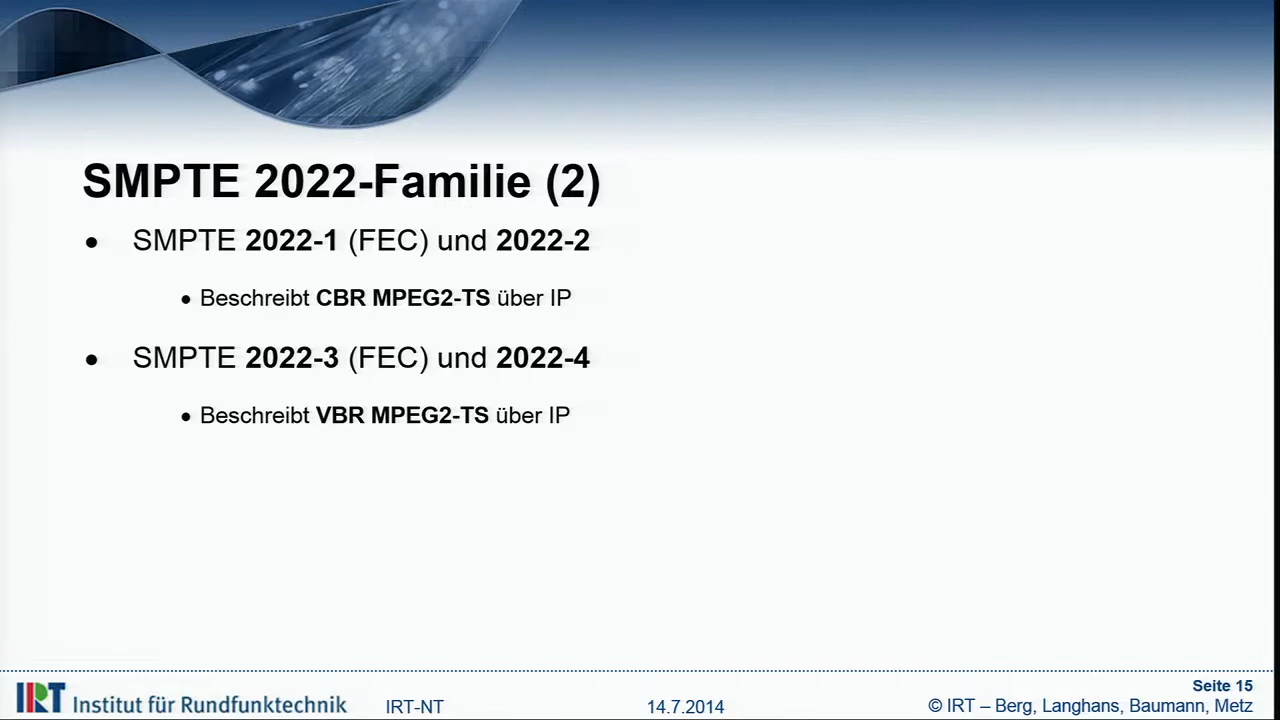 SMPTE 2022-Familie (2)
• SMPTE 2022-1 (FEC) und 2022-2
• Beschreibt CBR MPEG2-TS über IP
• SMPTE 2022-3 (FEC) und 2022-4
• Beschreibt VBR MPEG2-TS über IP
Seite 15
IRT Institut für Rundfunktechnik IRT-NT 14.7.2014 © IRT – Berg, Langhans, Baumann, Metz